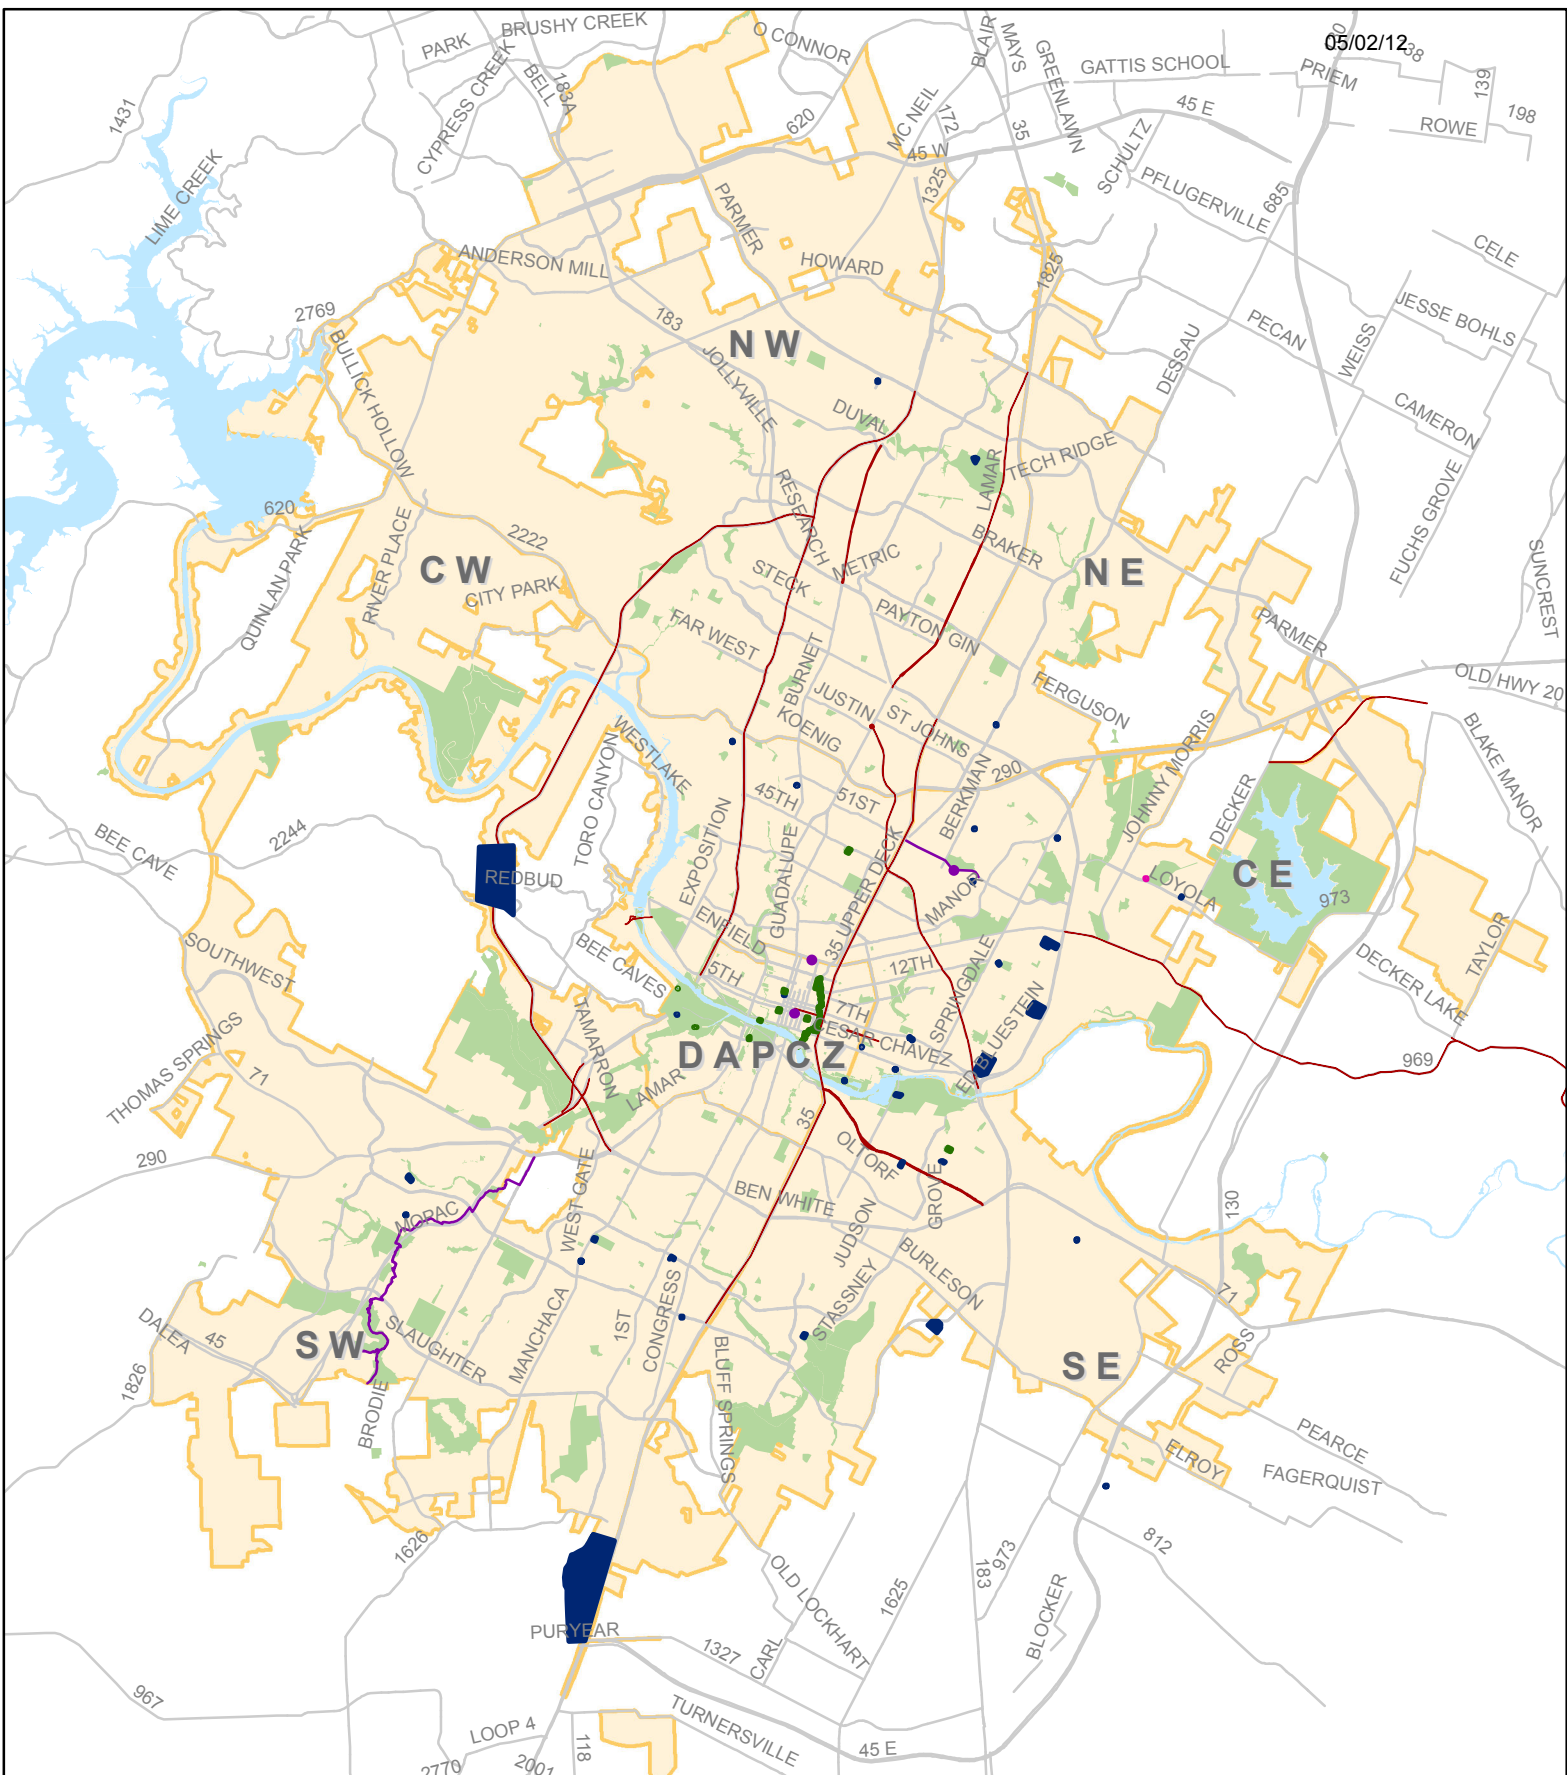 05/02/12
BRUSHY CREEK
PARK
O CONNOR
BLAIR
MAYS
GREENLAWN
GATTIS SCHOOL
PRIEM
138
139
198
ROWE
1431
CYPRESS CREEK
BELL
183A
620
MC NEIL
172
35
45 E
45 W
SCHULTZ
1325
PFLUGERVILLE
685
LIME CREEK
PARMER
CELE
ANDERSON MILL
HOWARD
1825
2769
183
N W
PECAN
JESSE BOHLS
WEISS
DESSAU
BULLICK HOLLOW
JOLLYVILLE
DUVAL
CAMERON
TECH RIDGE
LAMAR
RESEARCH
FUCHS GROVE
620
2222
QUINLAN PARK
RIVER PLACE
C W
CITY PARK
BRAKER
METRIC
STECK
N E
SUNCREST
PAYTON GIN
FAR WEST
PARMER
BURNET
FERGUSON
OLD HWY 20
JUSTIN
ST JOHNS
KOENIG
WESTLAKE
JOHNNY MORRIS
BLAKE MANOR
TORO CANYON
290
BERKMAN
45TH
51ST
DECKER
EXPOSITION
2244
BEE CAVE
GUADALUPE
35 UPPER DECK
REDBUD
MANOR
LOYOLA
C E
973
ENFIELD
SOUTHWEST
BEE CAVES
5TH
12TH
SPRINGDALE
TAYLOR
DECKER LAKE
7TH
ED BLUESTEIN
TAMARRON
CESAR CHAVEZ
D A P C Z
THOMAS SPRINGS
71
LAMAR
969
35
OLTORF
290
WEST GATE
BEN WHITE
GROVE
130
MOPAC
JUDSON
BURLESON
STASSNEY
71
MANCHACA
1ST
CONGRESS
DALEA
45
S W
SLAUGHTER
BLUFF SPRINGS
S E
ROSS
1826
BRODIE
PEARCE
ELROY
FAGERQUIST
1626
812
OLD LOCKHART
1625
183
973
BLOCKER
PURYEAR
1327
CARL
967
TURNERSVILLE
LOOP 4
118
45 E
2770
2001